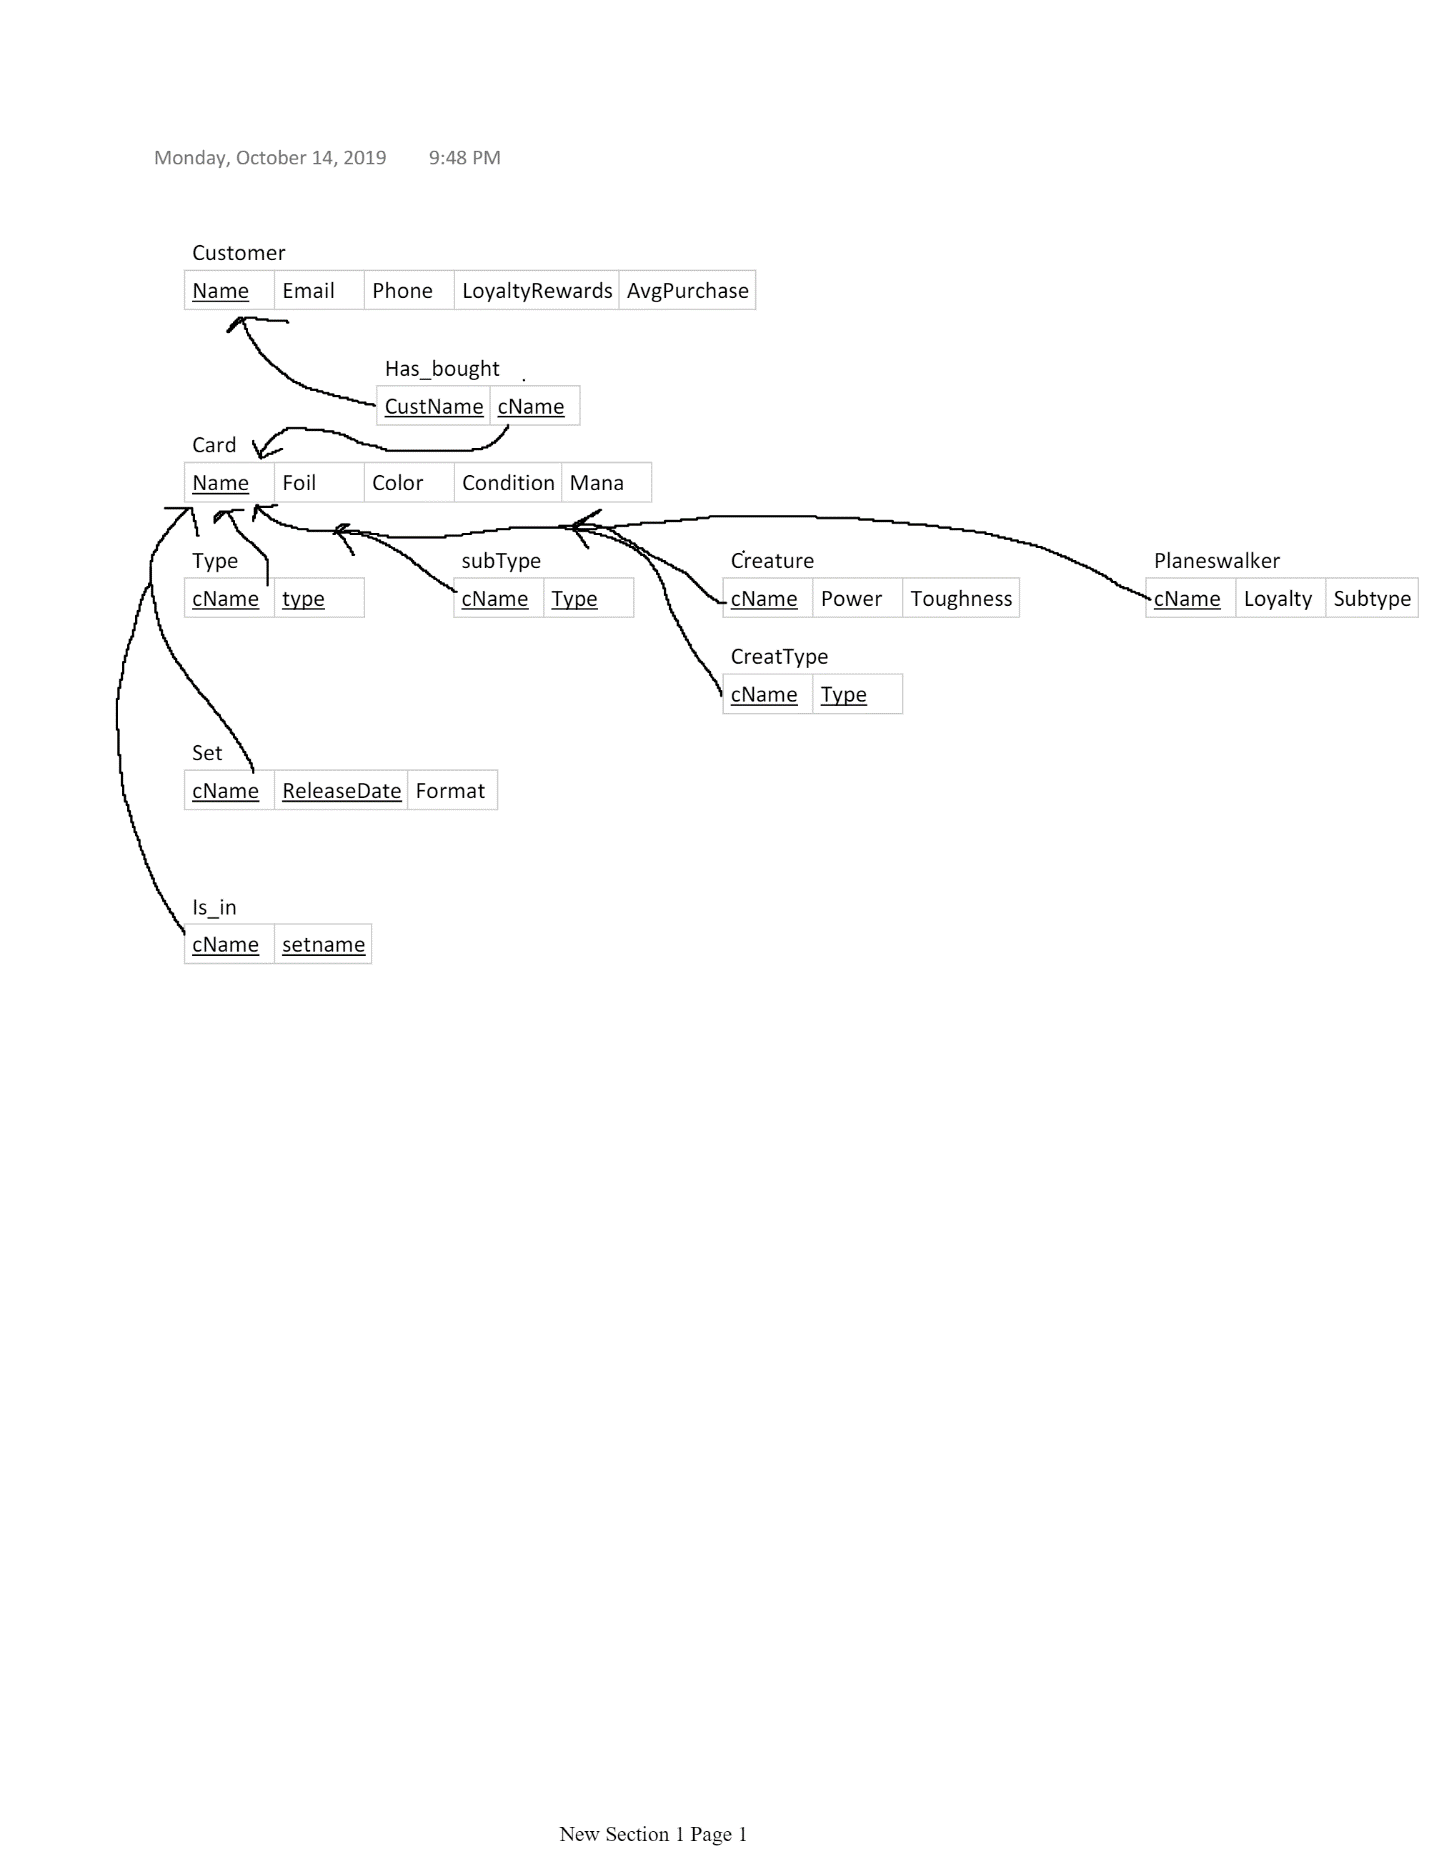 Monday, October 14, 2019 9:48 PM
Customer
Name Email Phone LoyaltyRewards AvgPurchase
Has_bought
CustName cName
Card
Name Foil Color Condition Mana
Type subType Creature Planeswalker
cName type cName Type cName Power Toughness cName Loyalty Subtype
CreatType
cName Type
Set
cName ReleaseDate Format
Is_in
cName setname
New Section 1 Page 1